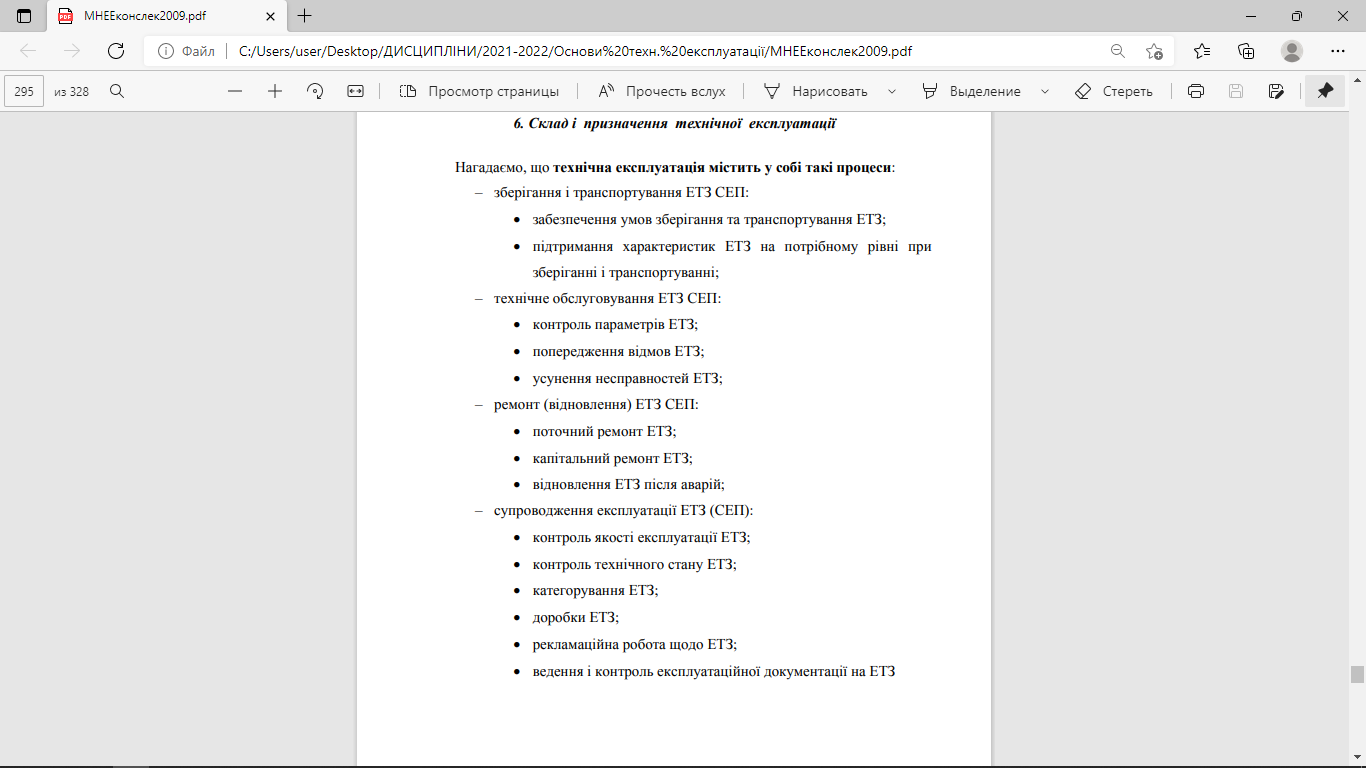 МНЕЕконслек2009.pdf
Файл
C:/Users/user/Desktop/ДИСЦИПЛІНИ/2021-2022/Основи%20техн.%20експлуатації/МНЕЕконслек2009.pdf
295 из 328 Просмотр страницы Прочесть вслух Нарисовать Выделение Стереть
6. Склад і призначення технічної експлуатації
Нагадаємо, що технічна експлуатація містить у собі такі процеси:
– зберігання і транспортування ЕТЗ СЕП:
• забезпечення умов зберігання та транспортування ЕТЗ;
• підтримання характеристик ЕТЗ на потрібному рівні при
зберіганні і транспортуванні;
– технічне обслуговування ЕТЗ СЕП:
• контроль параметрів ЕТЗ;
• попередження відмов ЕТЗ;
• усунення несправностей ЕТЗ;
– ремонт (відновлення) ЕТЗ СЕП:
• поточний ремонт ЕТЗ;
• капітальний ремонт ЕТЗ;
• відновлення ЕТЗ після аварій;
– супроводження експлуатації ЕТЗ (СЕП):
• контроль якості експлуатації ЕТЗ;
• контроль технічного стану ЕТЗ;
• категорування ЕТЗ;
• доробки ЕТЗ;
• рекламаційна робота щодо ЕТЗ;
• ведення і контроль експлуатаційної документації на ЕТЗ